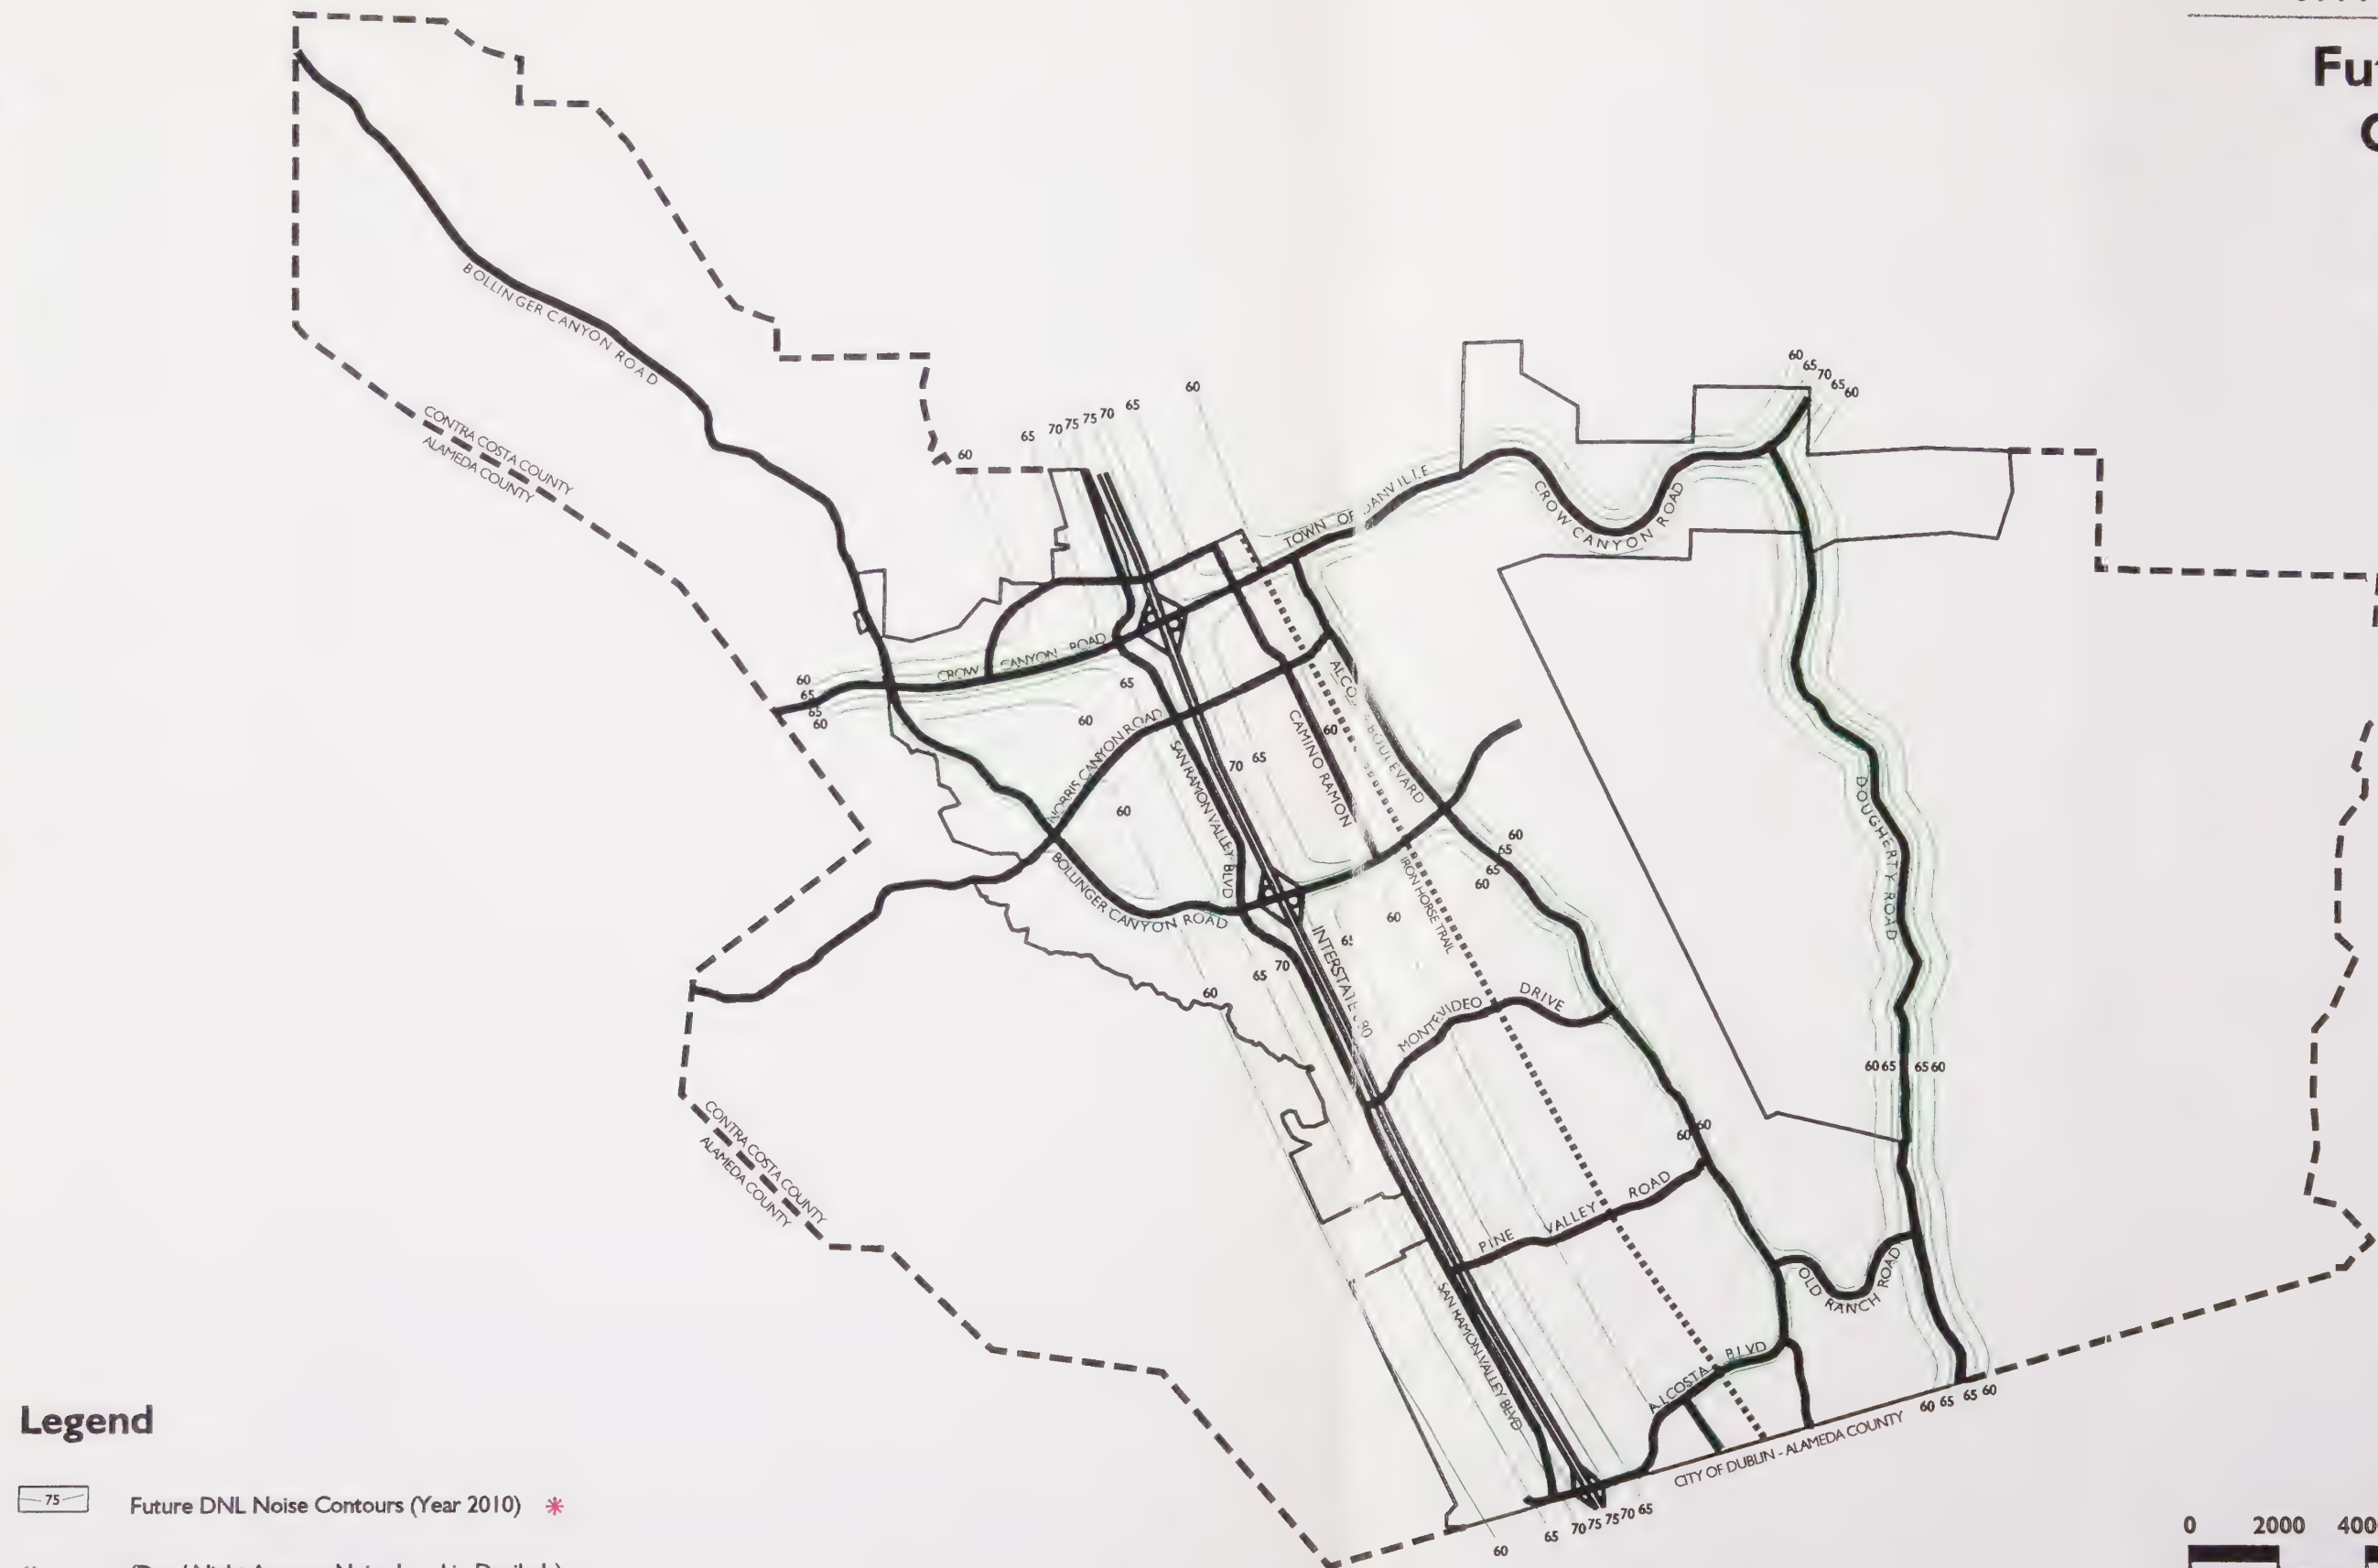 Fu
BOLLINGER CANYON ROAD
CONTRA COSTA COUNTY
ALAMEDA COUNTY
60
65
70 75 75 70
65
60
60
65
70
65
60
TOWN OF DANVILLE
CROW CANYON ROAD
CROW CANYON ROAD
60
65
65
60
65
60
NORRIS CANYON ROAD
SAN RAMON VALLEY BLVD
70
65
CAMINO RAMON
60
BOULEVARD
60
BOLLINGER CANYON ROAD
60
65
65
60
IRON HORSE TRAIL
60
DOUGHERTY ROAD
INTERSTATE
70
65
60
MONTEVIDEO DRIVE
60 65
65 60
60 60
CONTRA COSTA COUNTY
ALAMEDA COUNTY
PINE VALLEY ROAD
SAN RAMON VALLEY BLVD
OLD RANCH ROAD
ALCOSTA BLVD
60 65 65 60
CITY OF DUBLIN - ALAMEDA COUNTY
60
65
70 75 75 70 65
Legend
75
Future DNL Noise Contours (Year 2010) *
0 2000 400